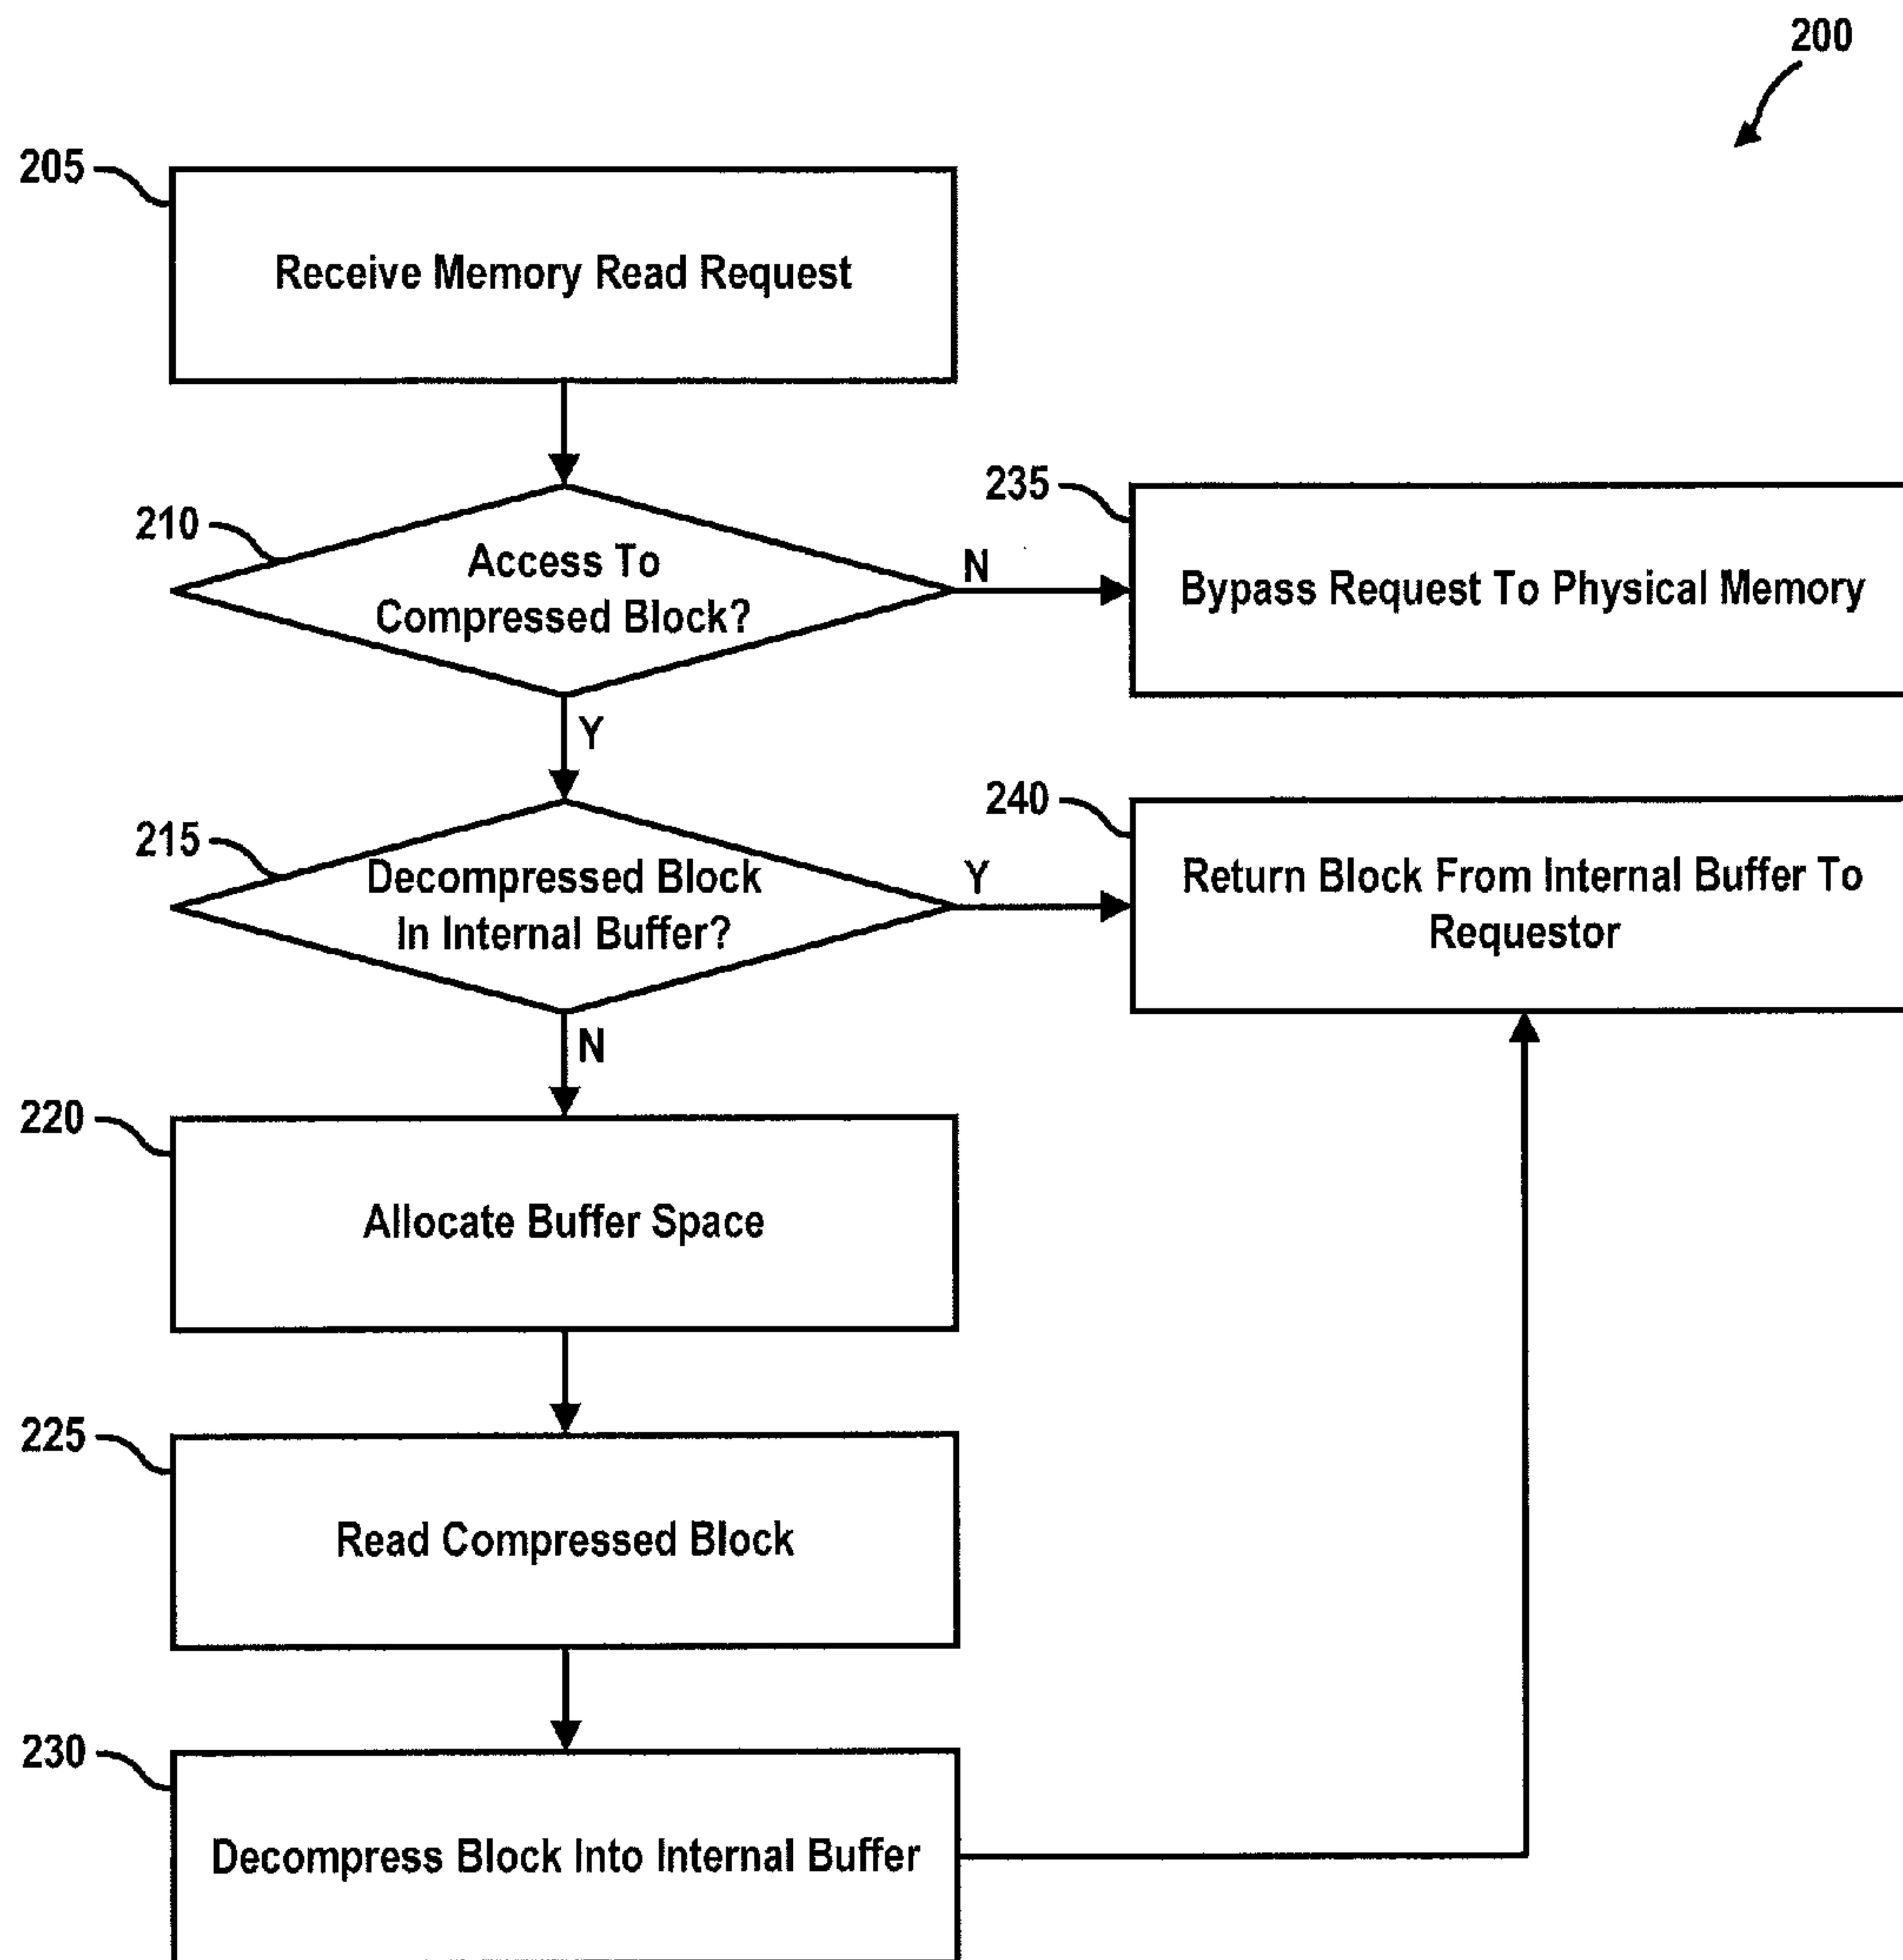 200
205
Receive Memory Read Request
210
Access To
Compressed Block?
N
235
Bypass Request To Physical Memory
Y
215
Decompressed Block
In Internal Buffer?
Y
240
Return Block From Internal Buffer To
Requestor
N
220
Allocate Buffer Space
225
Read Compressed Block
230
Decompress Block Into Internal Buffer